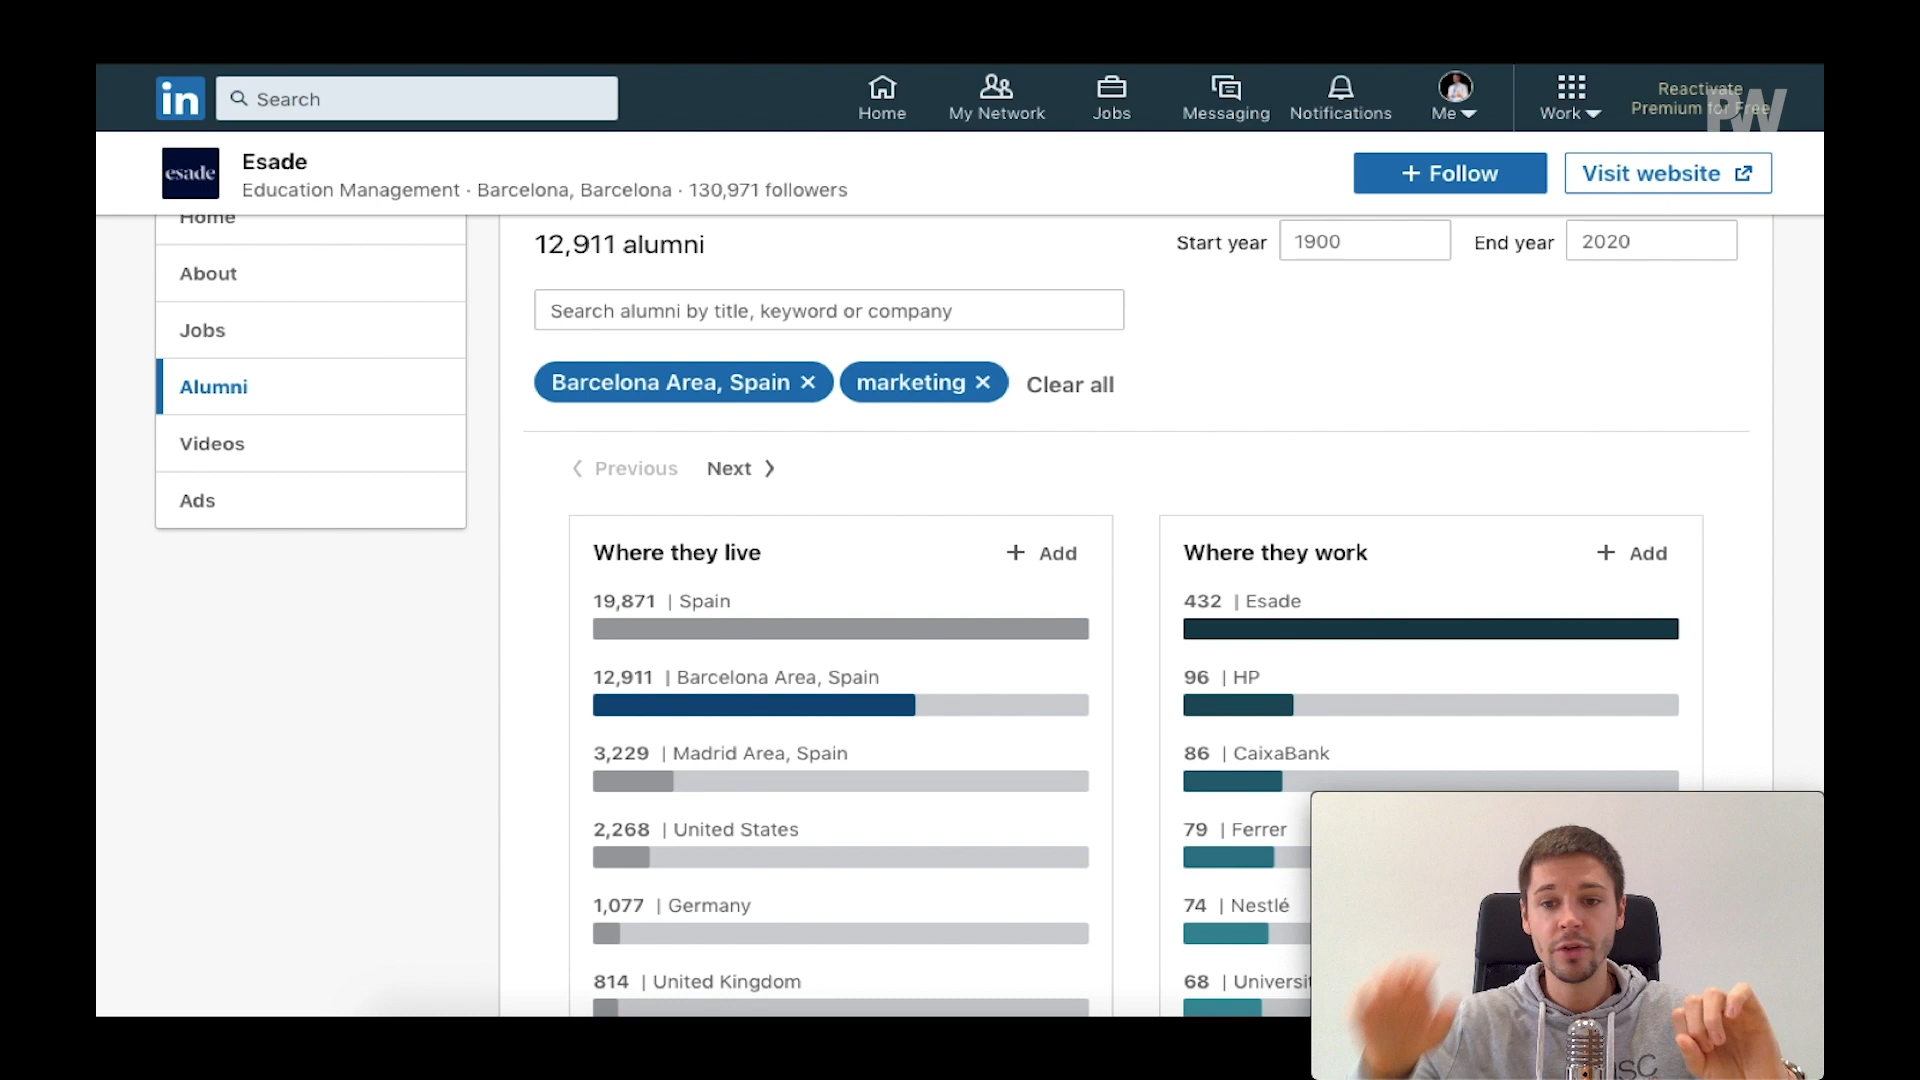 in
Search
Home
My Network
Jobs
Messaging
Notifications
Me
Work
Reactivate
Premium for Free
PW
esade
Esade
Education Management · Barcelona, Barcelona · 130,971 followers
+ Follow
Visit website
Home
About
Jobs
Alumni
Videos
Ads
12,911 alumni
Start year
1900
End year
2020
Search alumni by title, keyword or company
Barcelona Area, Spain ×
marketing ×
Clear all
Previous
Next
Where they live
+ Add
19,871 | Spain
12,911 | Barcelona Area, Spain
3,229 | Madrid Area, Spain
2,268 | United States
1,077 | Germany
814 | United Kingdom
Where they work
+ Add
432 | Esade
96 | HP
86 | CaixaBank
79 | Ferrer
74 | Nestlé
68 |